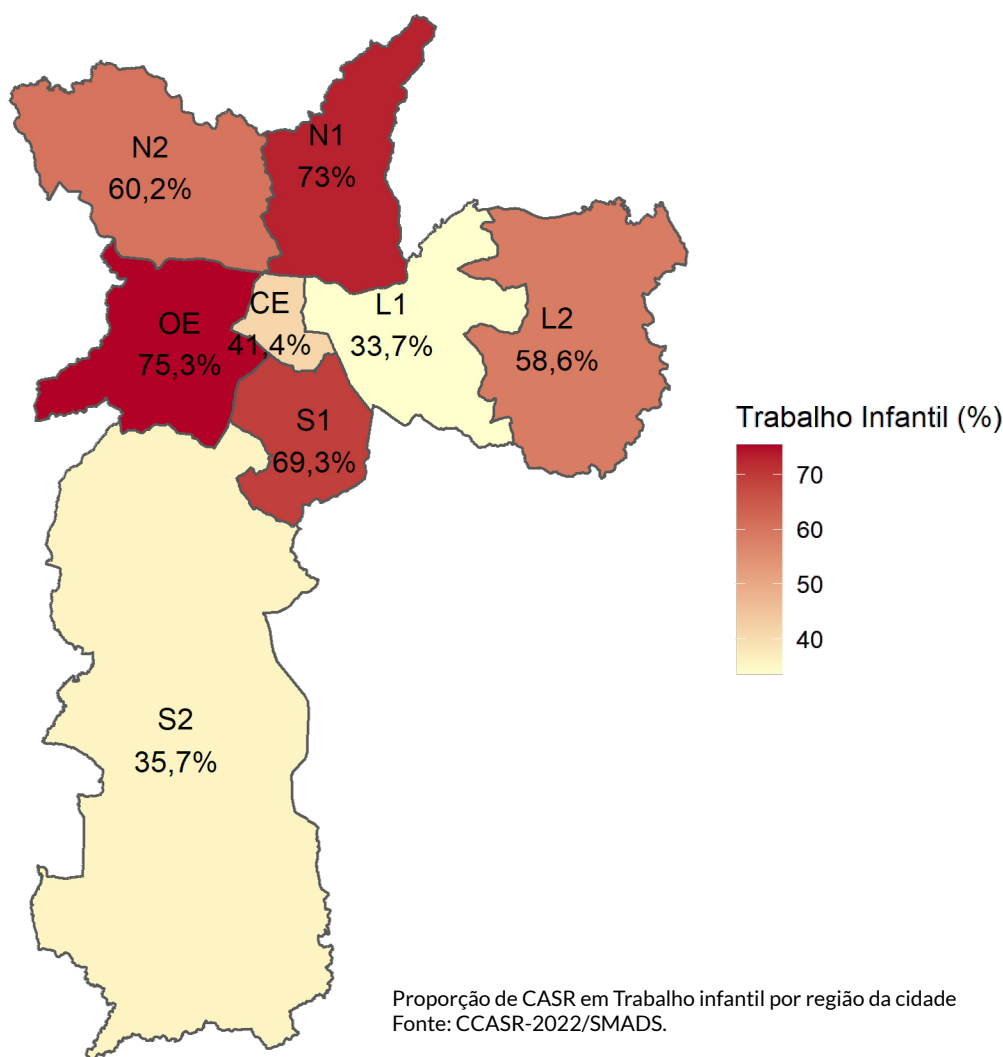 N1
73%
N2
60,2%
CE
41,4%
L1
33,7%
OE
75,3%
L2
58,6%
S1
69,3%
Trabalho Infantil (%)
70
60
50
40
S2
35,7%
Proporção de CASR em Trabalho infantil por região da cidade
Fonte: CCASR-2022/SMADS.